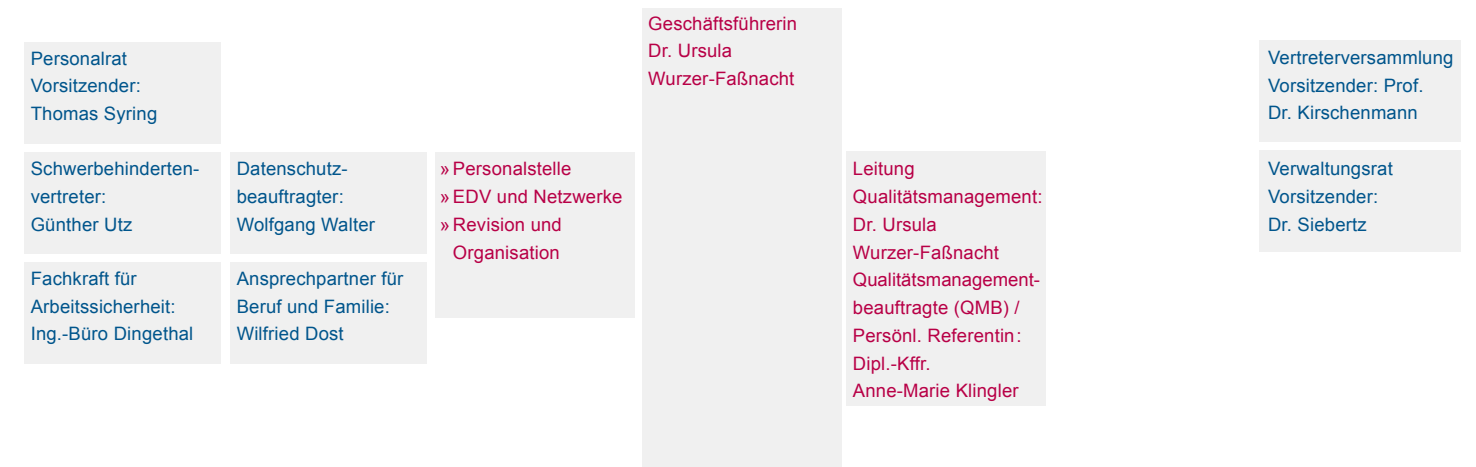 Geschäftsführerin
Dr. Ursula
Wurzer-Faßnacht
Personalrat
Vorsitzender:
Thomas Syring
Vertreterversammlung
Vorsitzender: Prof.
Dr. Kirschenmann
Schwerbehinderten-
vertreter:
Günther Utz
Datenschutz-
beauftragter:
Wolfgang Walter
» Personalstelle
» EDV und Netzwerke
» Revision und
Organisation
Leitung
Qualitätsmanagement:
Dr. Ursula
Wurzer-Faßnacht
Qualitätsmanagement-
beauftragte (QMB) /
Persönl. Referentin:
Dipl.-Kffr.
Anne-Marie Klingler
Verwaltungsrat
Vorsitzender:
Dr. Siebertz
Fachkraft für
Arbeitssicherheit:
Ing.-Büro Dingethal
Ansprechpartner für
Beruf und Familie:
Wilfried Dost